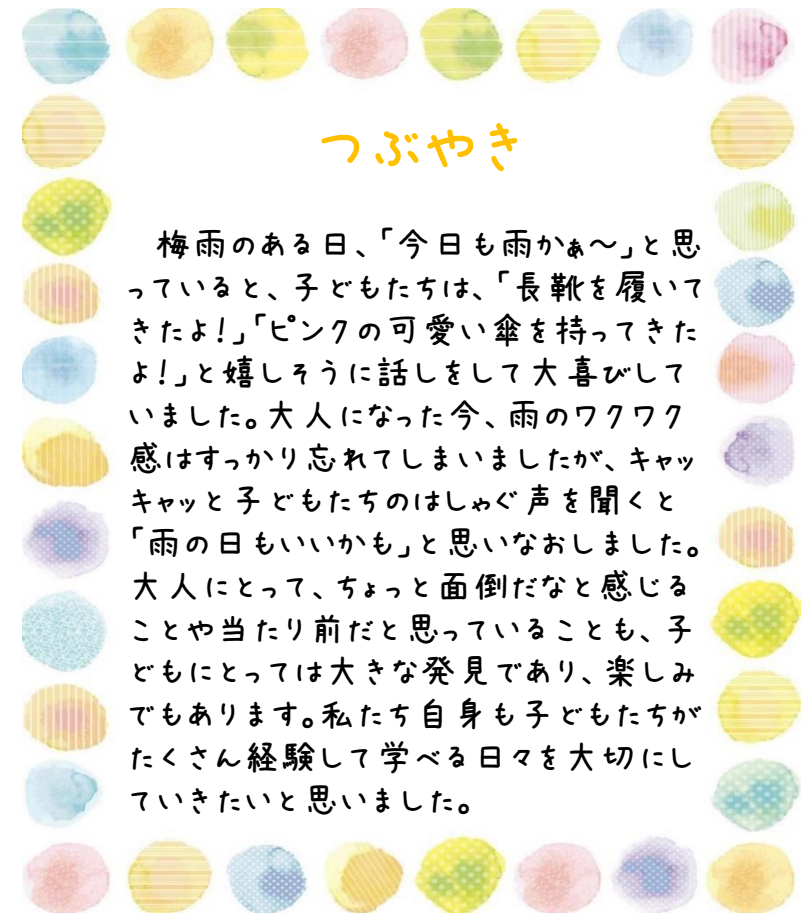 つぶやき
梅雨のある日、「今日も雨かぁ～」と思
っていると、子どもたちは、「長靴を履いて
きたよ！」「ピンクの可愛い傘を持ってきた
よ！」と嬉しそうに話しをして大喜びして
いました。大人になった今、雨のワクワク
感はすっかり忘れてしまいましたが、キャッ
キャッと子どもたちのはしゃぐ声を聞くと
「雨の日もいいかも」と思いなおしました。
大人にとって、ちょっと面倒だなと感じる
ことや当たり前だと思っていることも、子
どもにとっては大きな発見であり、楽しみ
でもあります。私たち自身も子どもたちが
たくさん経験して学べる日々を大切にし
ていきたいと思いました。